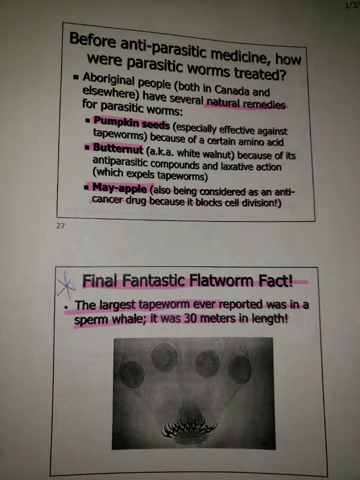 1/3/
Before anti-parasitic medicine, how
were parasitic worms treated?
▪ Aboriginal people (both in Canada and
elsewhere) have several natural remedies
for parasitic worms:
▪ Pumpkin seeds (especially effective against
tapeworms) because of a certain amino acid
▪ Butternut (a.k.a. white walnut) because of its
antiparasitic compounds and laxative action
(which expels tapeworms)
▪ May-apple (also being considered as an anti-
cancer drug because it blocks cell division!)
27
* Final Fantastic Flatworm Fact!
• The largest tapeworm ever reported was in a
sperm whale; it was 30 meters in length!